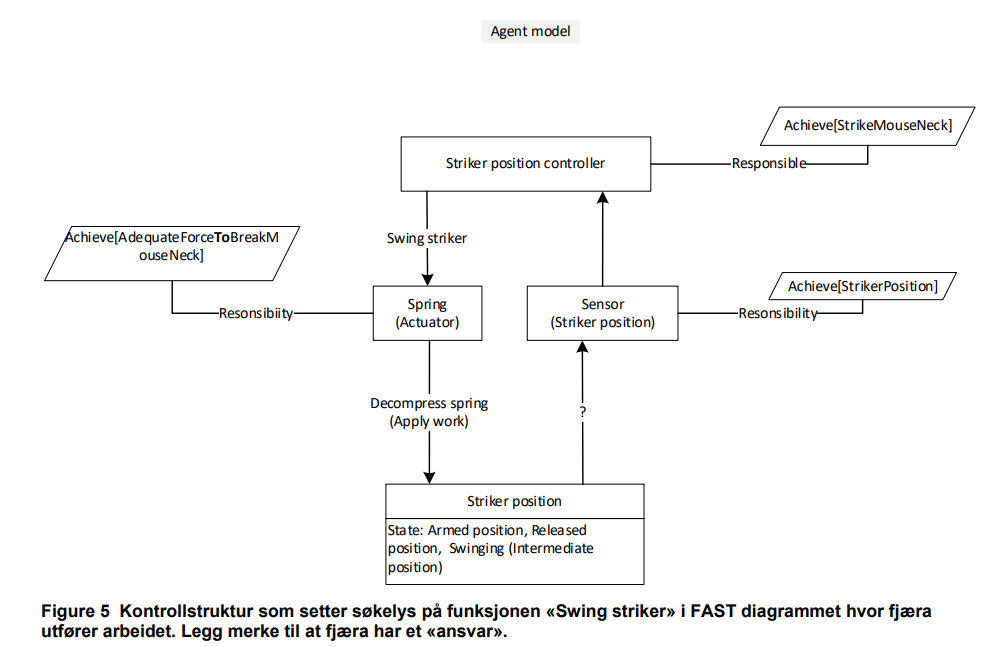 Agent model
Achieve[StrikeMouseNeck]
Striker position controller
Responsible
Swing striker
Achieve[AdequateForceToBreakM
ouseNeck]
Resonsibiity
Spring
(Actuator)
Sensor
(Striker position)
Achieve[StrikerPosition]
Resonsibility
Decompress spring
(Apply work)
?
Striker position
State: Armed position, Released
position,  Swinging (Intermediate
position)
Figure 5  Kontrollstruktur som setter søkelys på funksjonen «Swing striker» i FAST diagrammet hvor fjæra
utfører arbeidet. Legg merke til at fjæra har et «ansvar».